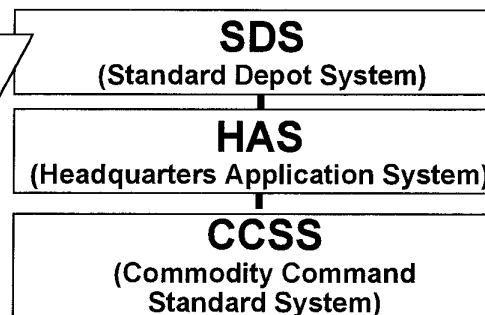 SDS
(Standard Depot System)
HAS
(Headquarters Application System)
CCSS
(Commodity Command
Standard System)